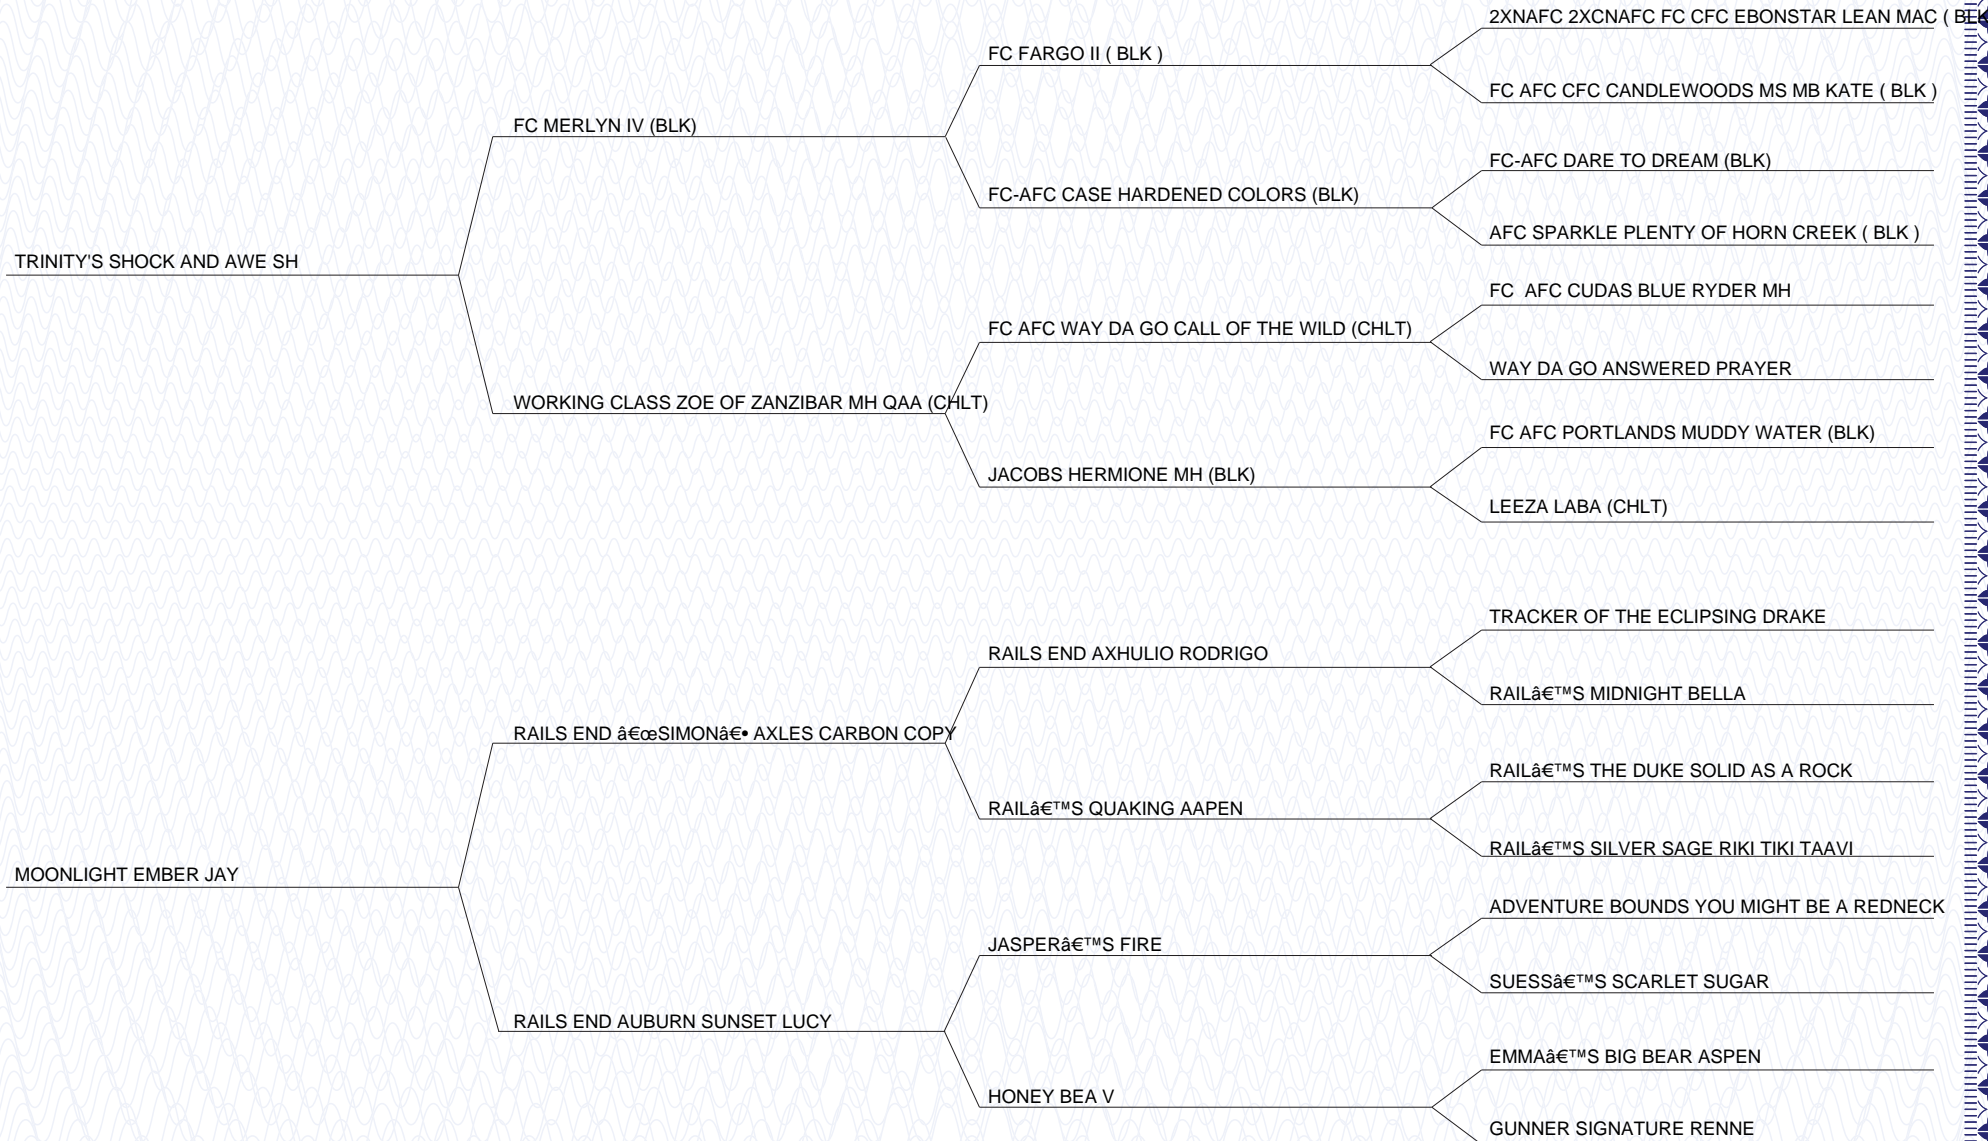 2XNAFC 2XCNAFC FC CFC EBONSTAR LEAN MAC ( BLK
FC FARGO II ( BLK )
FC AFC CFC CANDLEWOODS MS MB KATE ( BLK )
FC MERLYN IV (BLK)
FC-AFC DARE TO DREAM (BLK)
FC-AFC CASE HARDENED COLORS (BLK)
AFC SPARKLE PLENTY OF HORN CREEK ( BLK )
TRINITY'S SHOCK AND AWE SH
FC  AFC CUDAS BLUE RYDER MH
FC AFC WAY DA GO CALL OF THE WILD (CHLT)
WAY DA GO ANSWERED PRAYER
WORKING CLASS ZOE OF ZANZIBAR MH QAA (CHLT)
FC AFC PORTLANDS MUDDY WATER (BLK)
JACOBS HERMIONE MH (BLK)
LEEZA LABA (CHLT)
TRACKER OF THE ECLIPSING DRAKE
RAILS END AXHULIO RODRIGO
RAILâ€™S MIDNIGHT BELLA
RAILS END â€œSIMONâ€• AXLES CARBON COPY
RAILâ€™S THE DUKE SOLID AS A ROCK
RAILâ€™S QUAKING AAPEN
RAILâ€™S SILVER SAGE RIKI TIKI TAAVI
MOONLIGHT EMBER JAY
ADVENTURE BOUNDS YOU MIGHT BE A REDNECK
JASPERâ€™S FIRE
SUESSâ€™S SCARLET SUGAR
RAILS END AUBURN SUNSET LUCY
EMMAâ€™S BIG BEAR ASPEN
HONEY BEA V
GUNNER SIGNATURE RENNE